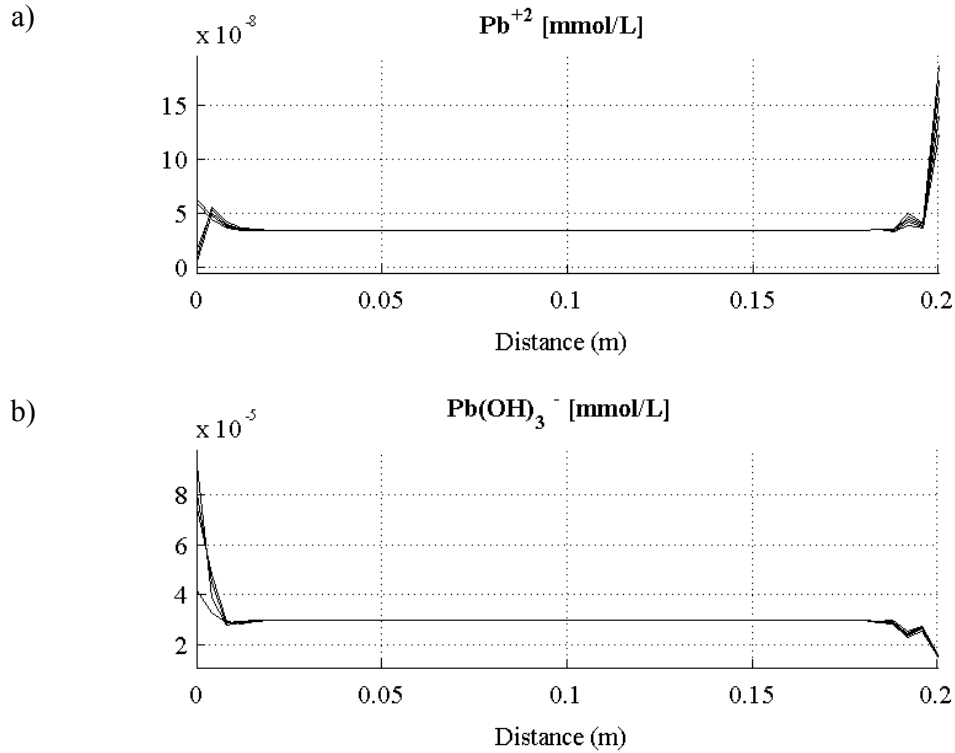 a)
Pb+2 [mmol/L]
x 10-8
15
10
5
0
0 0.05 0.1 0.15 0.2
Distance (m)
b)
Pb(OH)3- [mmol/L]
x 10-5
8
6
4
2
0 0.05 0.1 0.15 0.2
Distance (m)